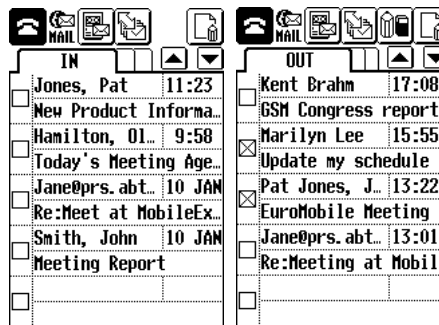 MAIL
IN
Jones, Pat 11:23
New Product Informa…
Hamilton, Ol… 9:58
Today's Meeting Age…
Jane@prs.abt… 10 JAN
Re:Meet at MobileEx…
Smith, John 10 JAN
Meeting Report
MAIL
OUT
Kent Brahm 17:08
GSM Congress report
Marilyn Lee 15:55
Update my schedule
Pat Jones, J… 13:22
EuroMobile Meeting
Jane@prs.abt… 13:01
Re:Meeting at Mobil